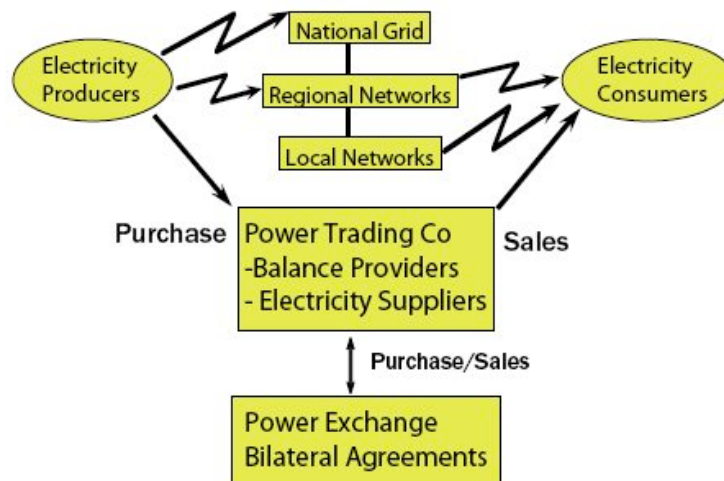 National Grid
Electricity
Producers
Regional Networks
Electricity
Consumers
Local Networks
Purchase
Power Trading Co
-Balance Providers
- Electricity Suppliers
Sales
Purchase/Sales
Power Exchange
Bilateral Agreements